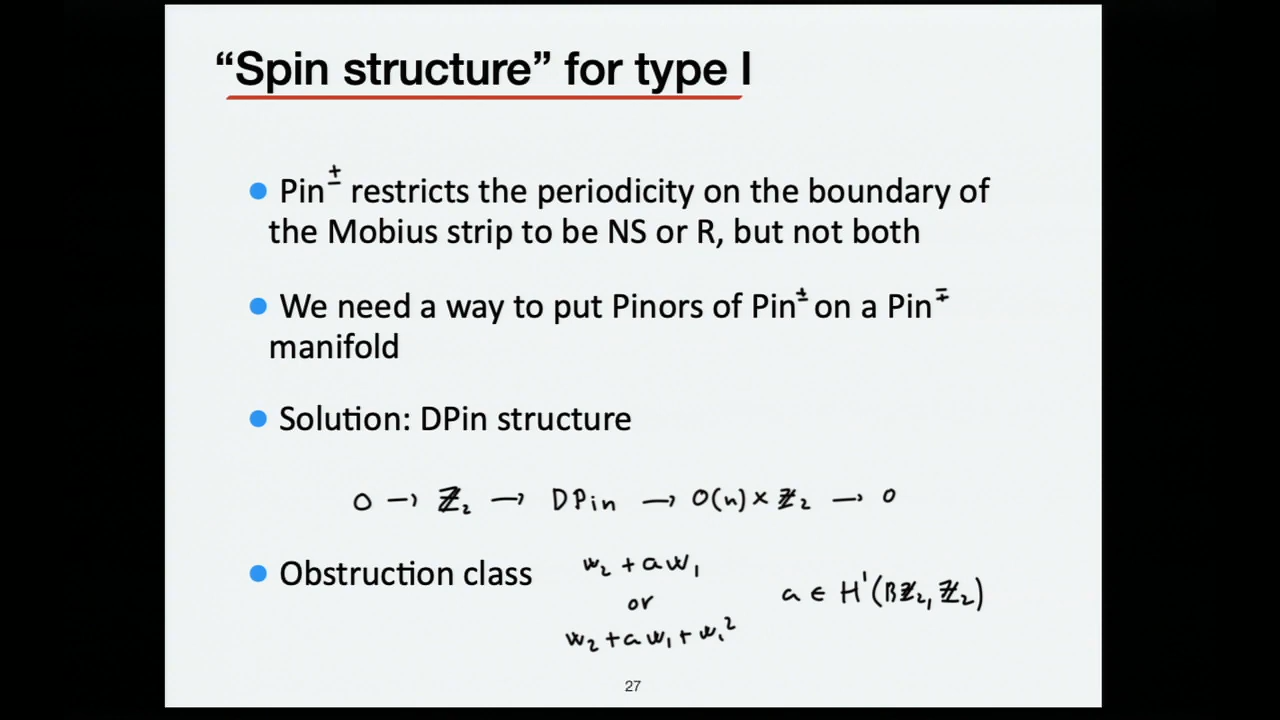 “Spin structure” for type I
Pin± restricts the periodicity on the boundary of
the Mobius strip to be NS or R, but not both
We need a way to put Pinors of Pin± on a Pin∓
manifold
Solution: DPin structure
0 → ℤ₂ → DPin → O(n) × ℤ₂ → 0
Obstruction class w₂ + a w₁
or
w₂ + a w₁ + w₁²
a ∈ H¹(Bℤ₂, ℤ₂)
27